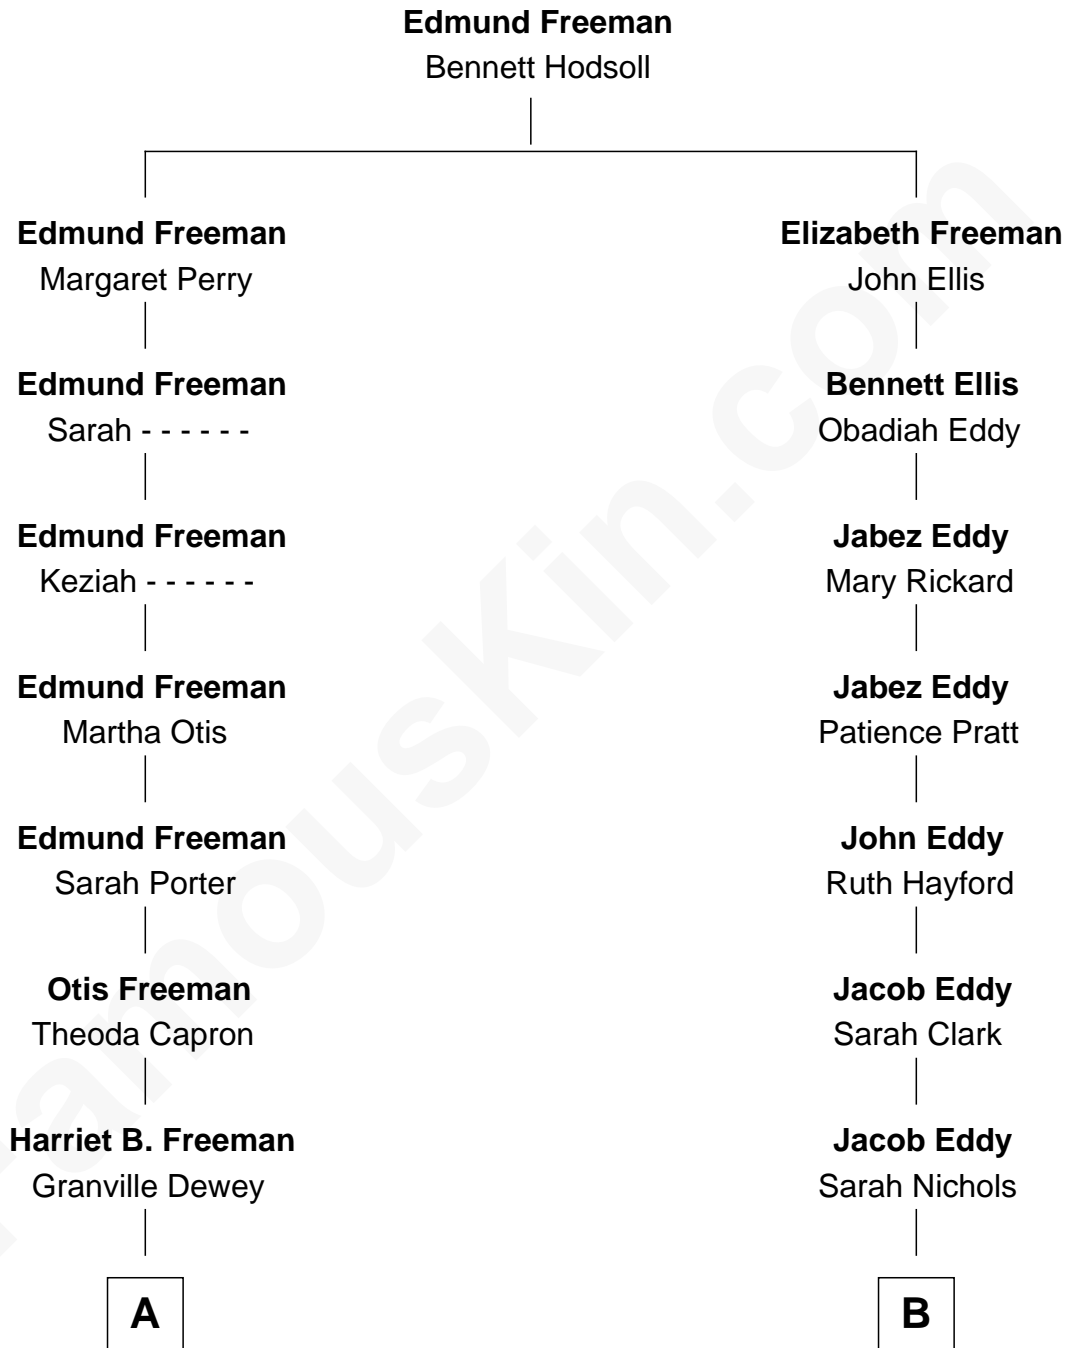 Edmund Freeman
Bennett Hodsoll
Edmund Freeman
Margaret Perry
Elizabeth Freeman
John Ellis
Edmund Freeman
Sarah - - - - - -
Bennett Ellis
Obadiah Eddy
Edmund Freeman
Keziah - - - - - -
Jabez Eddy
Mary Rickard
Edmund Freeman
Martha Otis
Jabez Eddy
Patience Pratt
Edmund Freeman
Sarah Porter
John Eddy
Ruth Hayford
Otis Freeman
Theoda Capron
Jacob Eddy
Sarah Clark
Harriet B. Freeman
Granville Dewey
Jacob Eddy
Sarah Nichols
A
B
FamousKin.com